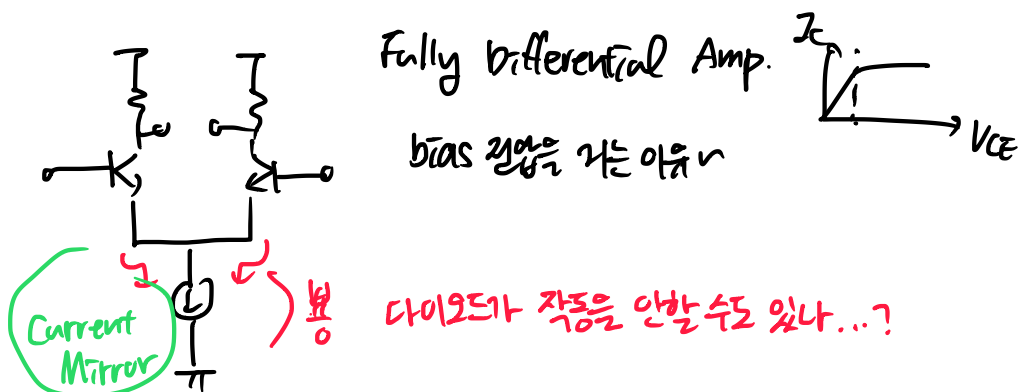 Fully Differential Amp.
Ic
VCE
bias 전압을 거는 이유
Current
Mirror
다이오드가 작동을 안할 수도 있나...?